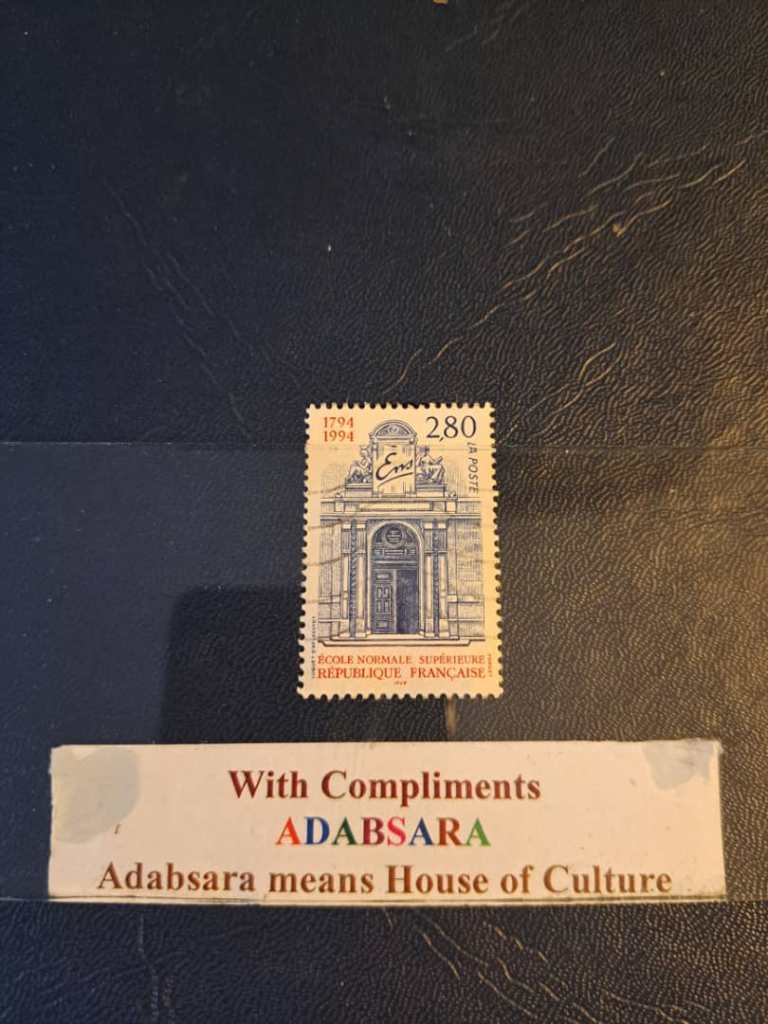 1794
1994
2,80
LA POSTE
Ens
ÉCOLE NORMALE SUPÉRIEURE
RÉPUBLIQUE FRANÇAISE
With Compliments
ADABSARA
Adabsara means House of Culture